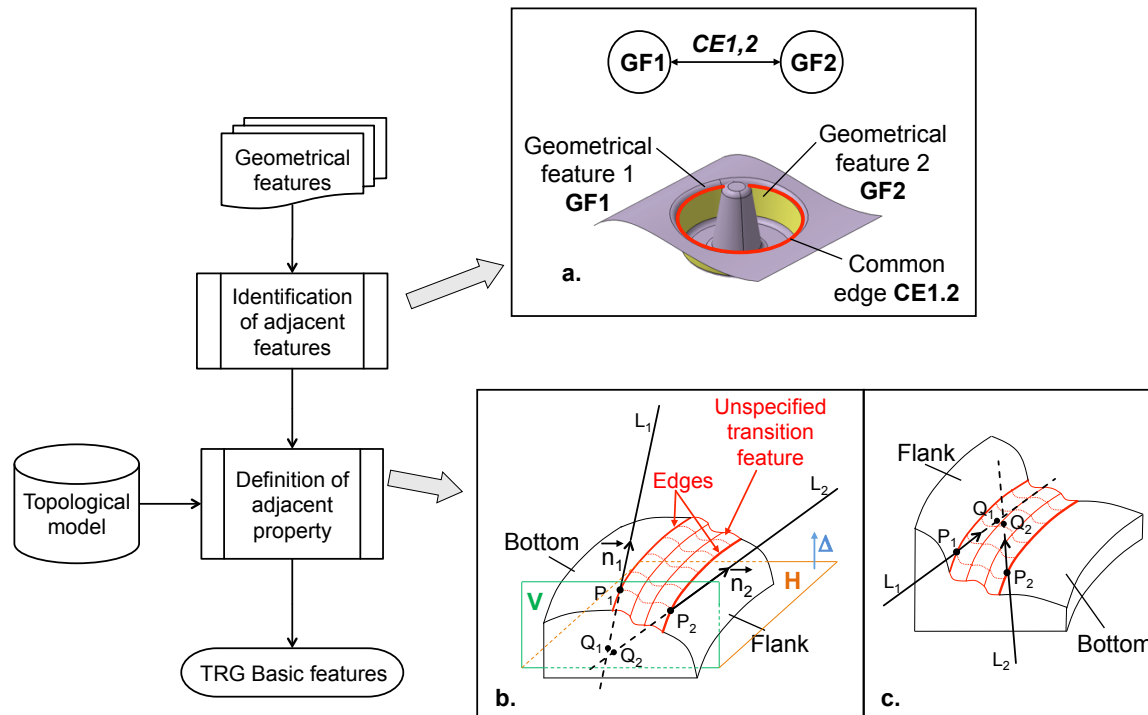 Geometrical
features
Identification
of adjacent
features
Topological
model
Definition of
adjacent
property
TRG Basic features
GF1
CE1,2
GF2
Geometrical
feature 1
GF1
Geometrical
feature 2
GF2
Common
edge CE1.2
a.
L1
Unspecified
transition
feature
Edges
L2
Bottom
n1
Δ
n2
H
V
P1
P2
Q1
Q2
Flank
b.
Flank
Q1
Q2
P1
P2
L1
L2
Bottom
c.